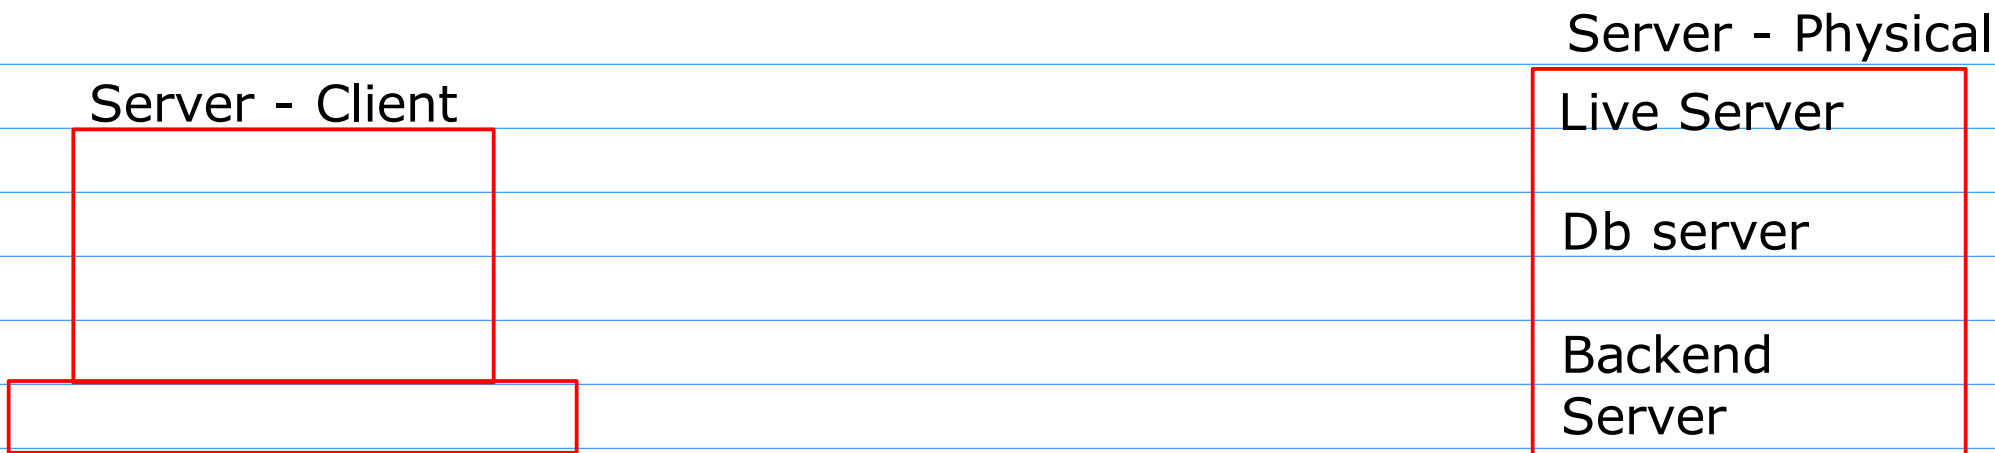 Server - Physical
Server - Client
Live Server
Db server
Backend
Server